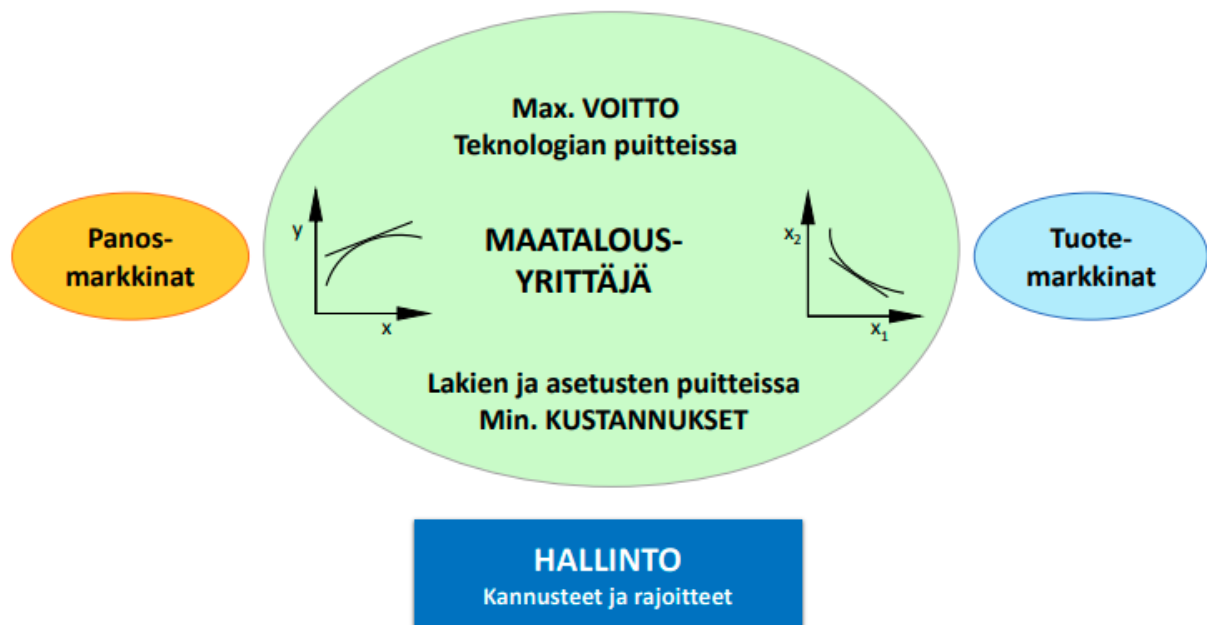 Max. VOITTO
Teknologian puitteissa
Panos-
markkinat
y
x
MAATALOUS-
YRITTÄJÄ
x₂
x₁
Tuote-
markkinat
Lakien ja asetusten puitteissa
Min. KUSTANNUKSET
HALLINTO
Kannusteet ja rajoitteet